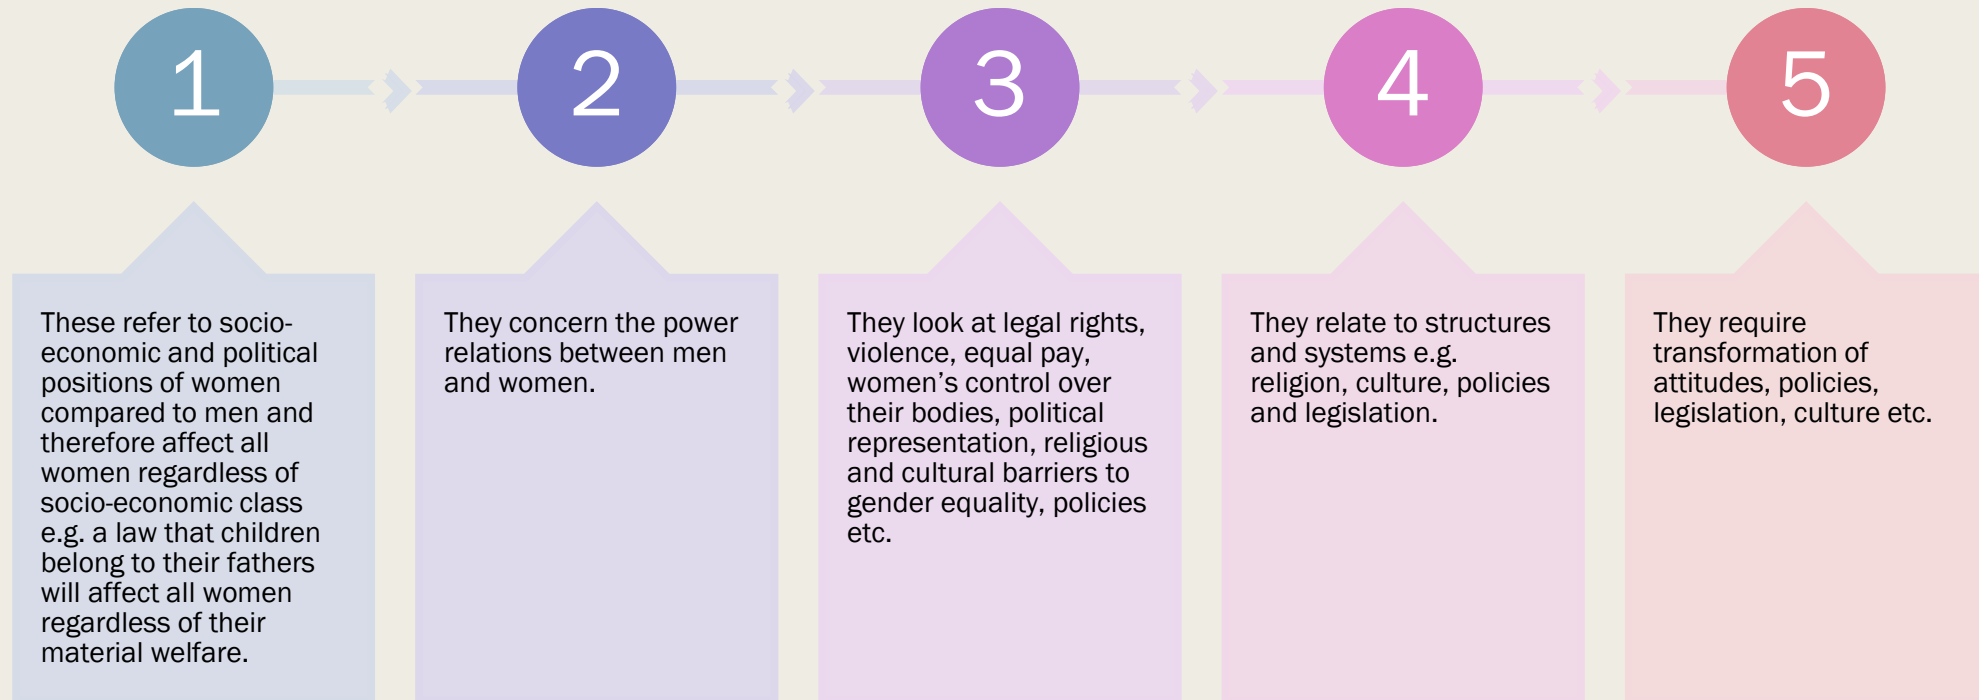 1
2
3
4
5
These refer to socio-
economic and political
positions of women
compared to men and
therefore affect all
women regardless of
socio-economic class
e.g. a law that children
belong to their fathers
will affect all women
regardless of their
material welfare.
They concern the power
relations between men
and women.
They look at legal rights,
violence, equal pay,
women’s control over
their bodies, political
representation, religious
and cultural barriers to
gender equality, policies
etc.
They relate to structures
and systems e.g.
religion, culture, policies
and legislation.
They require
transformation of
attitudes, policies,
legislation, culture etc.